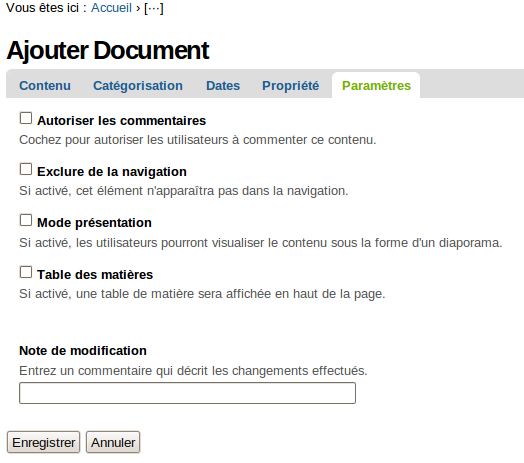 Vous êtes ici : Accueil › [···]
Ajouter Document
Contenu Catégorisation Dates Propriété Paramètres
Autoriser les commentaires
Cochez pour autoriser les utilisateurs à commenter ce contenu.
Exclure de la navigation
Si activé, cet élément n'apparaîtra pas dans la navigation.
Mode présentation
Si activé, les utilisateurs pourront visualiser le contenu sous la forme d'un diaporama.
Table des matières
Si activé, une table de matière sera affichée en haut de la page.
Note de modification
Entrez un commentaire qui décrit les changements effectués.
Enregistrer Annuler